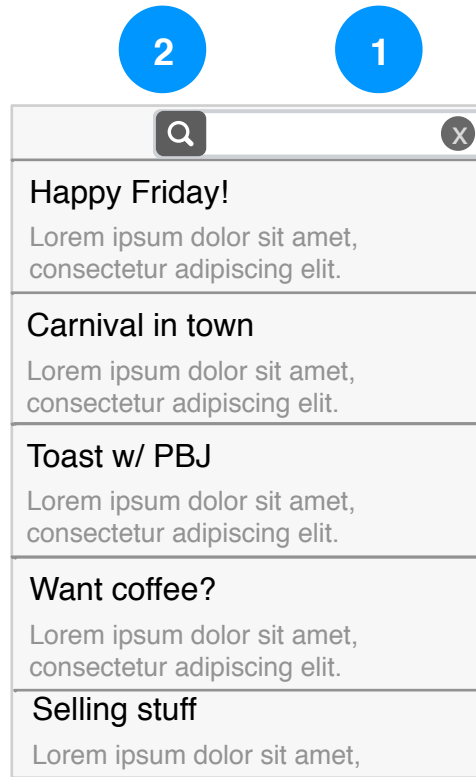 2 1
X
Happy Friday!
Lorem ipsum dolor sit amet,
consectetur adipiscing elit.
Carnival in town
Lorem ipsum dolor sit amet,
consectetur adipiscing elit.
Toast w/ PBJ
Lorem ipsum dolor sit amet,
consectetur adipiscing elit.
Want coffee?
Lorem ipsum dolor sit amet,
consectetur adipiscing elit.
Selling stuff
Lorem ipsum dolor sit amet,